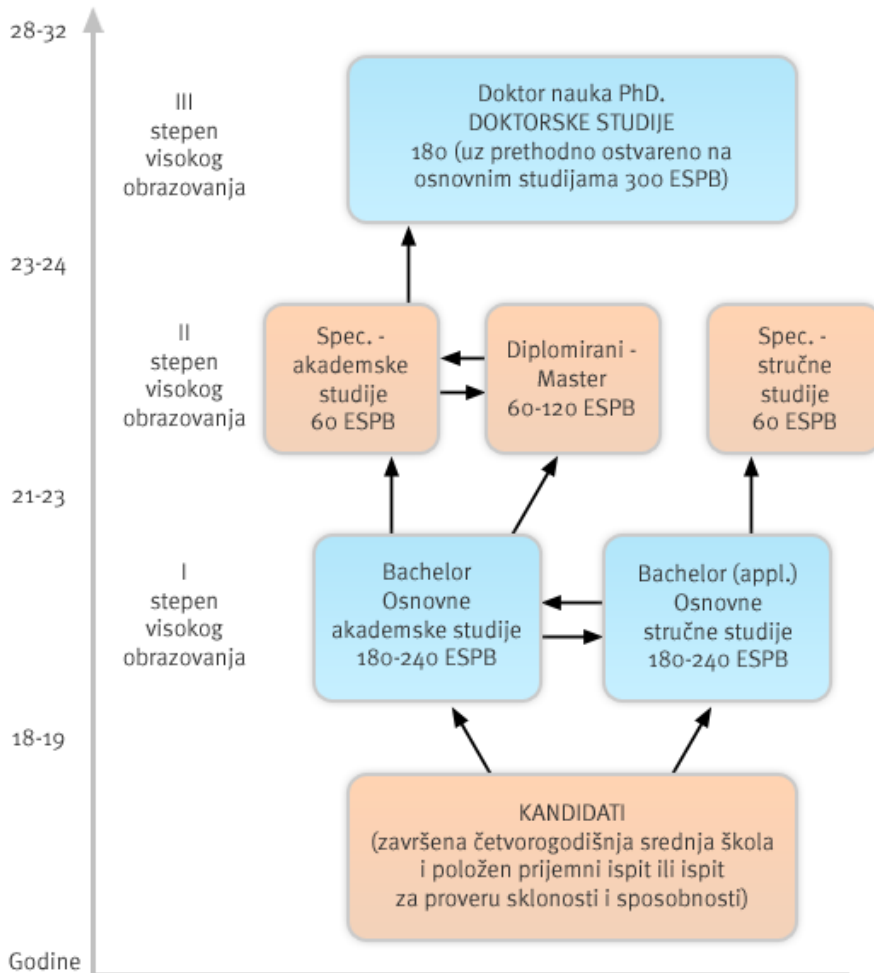 28-32
III
stepen
visokog
obrazovanja
Doktor nauka PhD.
DOKTORSKE STUDIJE
180 (uz prethodno ostvareno na
osnovnim studijama 300 ESPB)
23-24
II
stepen
visokog
obrazovanja
Spec. -
akademske
studije
60 ESPB
Diplomirani -
Master
60-120 ESPB
Spec. -
stručne
studije
60 ESPB
21-23
I
stepen
visokog
obrazovanja
Bachelor
Osnovne
akademske studije
180-240 ESPB
Bachelor (appl.)
Osnovne
stručne studije
180-240 ESPB
18-19
KANDIDATI
(završena četvorogodišnja srednja škola
i položen prijemni ispit ili ispit
za proveru sklonosti i sposobnosti)
Godine